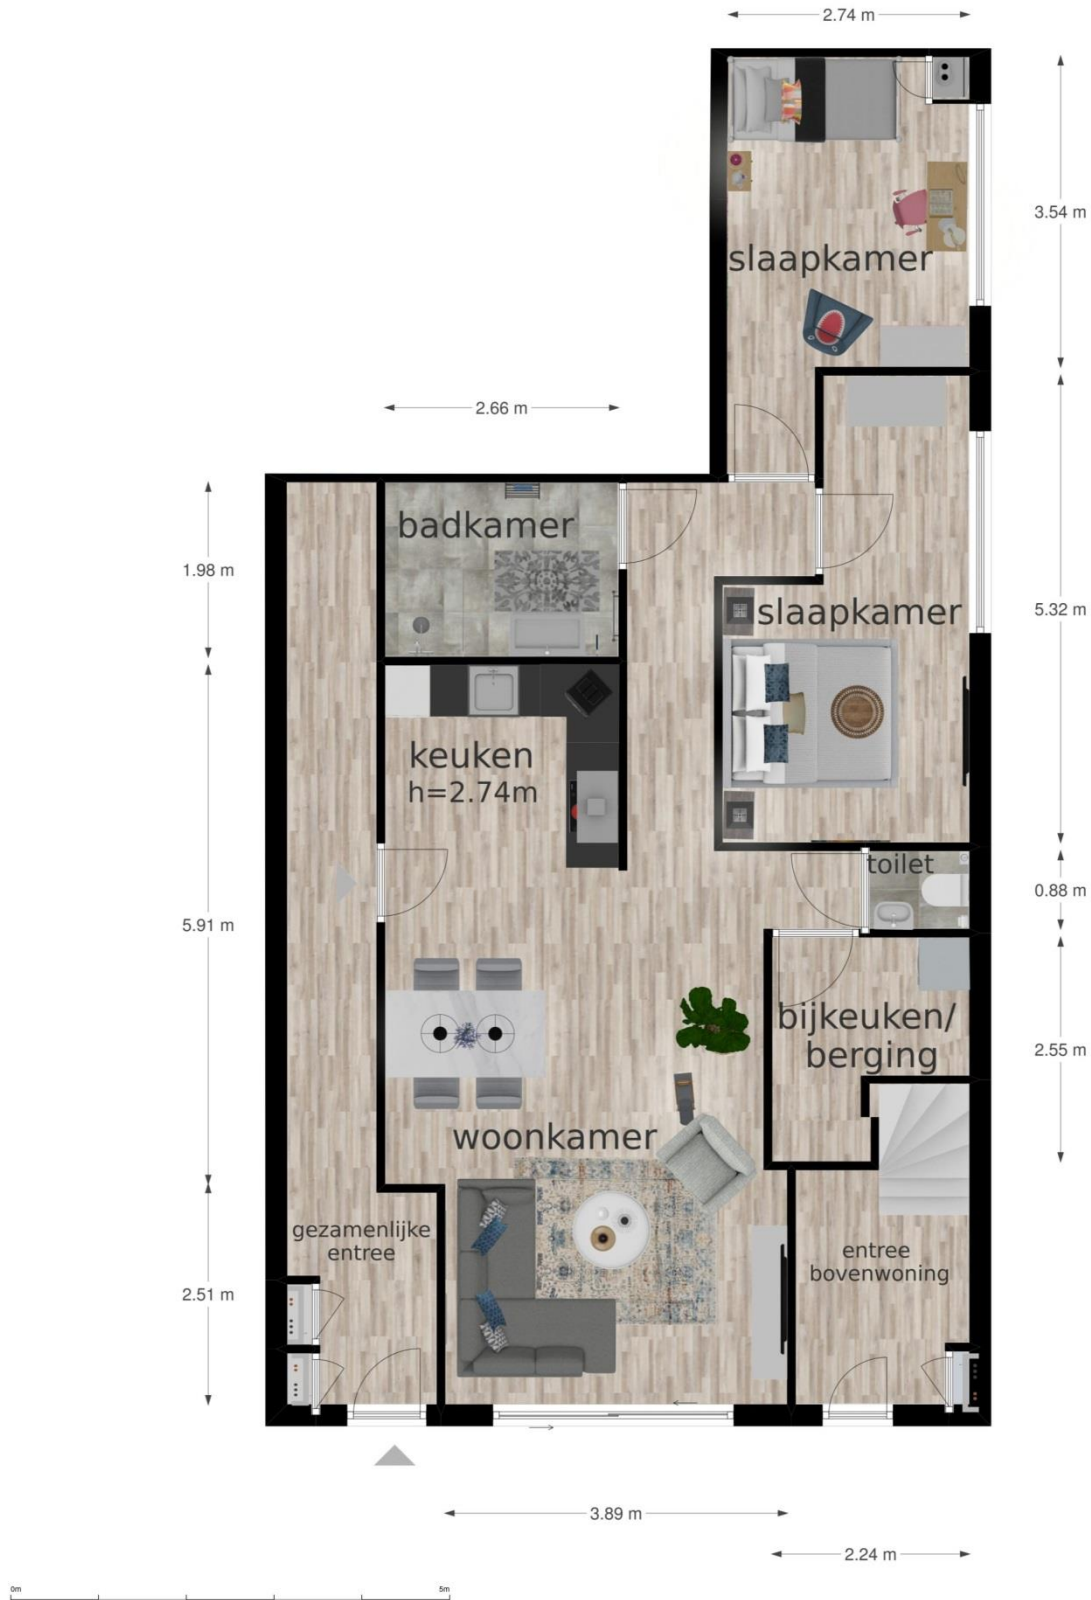 2.74 m
3.54 m
slaapkamer
2.66 m
badkamer
1.98 m
slaapkamer
5.32 m
keuken
h=2.74m
toilet
0.88 m
5.91 m
bijkeuken/
berging
2.55 m
woonkamer
gezamenlijke
entree
entree
bovenwoning
2.51 m
3.89 m
2.24 m
0m
5m